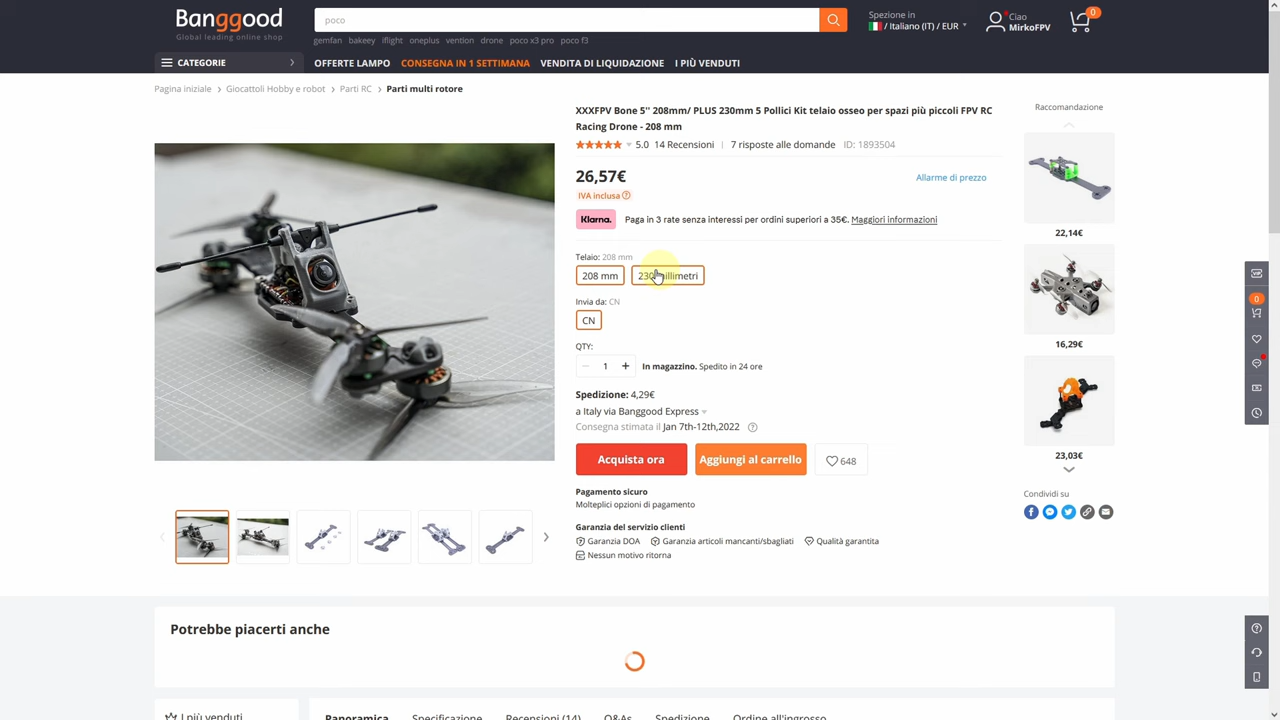 Banggood
Global leading online shop
poco
gemfan bakeey iflight oneplus vention drone poco x3 pro poco f3
Spezione in
/ Italiano (IT) / EUR
Ciao
MirkoFPV
0
CATEGORIE
OFFERTE LAMPO CONSEGNA IN 1 SETTIMANA VENDITA DI LIQUIDAZIONE I PIÙ VENDUTI
Pagina iniziale > Giocattoli Hobby e robot > Parti RC > Parti multi rotore
XXXFPV Bone 5'' 208mm/ PLUS 230mm 5 Pollici Kit telaio osseo per spazi più piccoli FPV RC
Racing Drone - 208 mm
5.0 14 Recensioni | 7 risposte alle domande ID: 1893504
26,57€
Allarme di prezzo
IVA inclusa
Klarna. Paga in 3 rate senza interessi per ordini superiori a 35€. Maggiori informazioni
Telaio: 208 mm
208 mm
Invia da: CN
CN
QTY:
1
In magazzino. Spedito in 24 ore
Spedizione: 4,29€
a Italy via Banggood Express
Consegna stimata il Jan 7th-12th,2022
Acquista ora
Aggiungi al carrello
648
Pagamento sicuro
Molteplici opzioni di pagamento
Garanzia del servizio clienti
Garanzia DOA Garanzia articoli mancanti/sbagliati Qualità garantita
Nessun motivo ritorna
Raccomandazione
22,14€
16,29€
23,03€
Condividi su
0
Potrebbe piacerti anche
I più venduti
Panoramica Specificazione Recensioni (14) Q&As Spedizione Ordine all'ingrosso